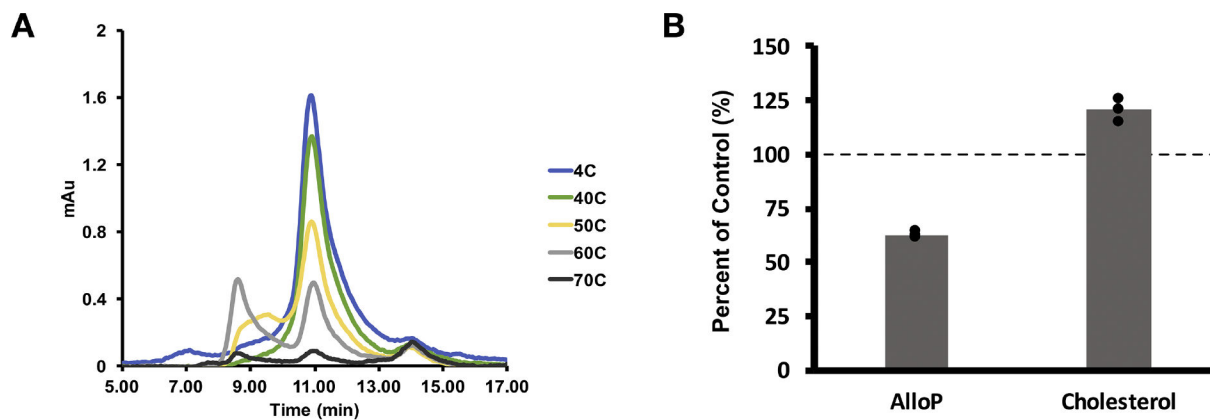 A
2
1.6
1.2
0.8
0.4
0
mAu
5.00 7.00 9.00 11.00 13.00 15.00 17.00
Time (min)
4C
40C
50C
60C
70C
B
150
125
100
75
50
25
0
Percent of Control (%)
AlloP Cholesterol